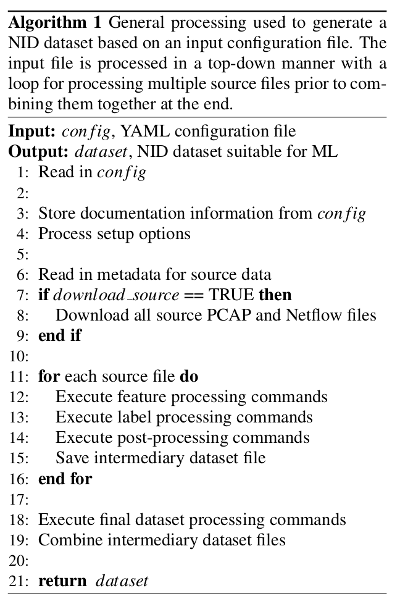 Algorithm 1 General processing used to generate a
NID dataset based on an input configuration file. The
input file is processed in a top-down manner with a
loop for processing multiple source files prior to com-
bining them together at the end.
Input: config, YAML configuration file
Output: dataset, NID dataset suitable for ML
1: Read in config
2:
3: Store documentation information from config
4: Process setup options
5:
6: Read in metadata for source data
7: if download_source == TRUE then
8: Download all source PCAP and Netflow files
9: end if
10:
11: for each source file do
12: Execute feature processing commands
13: Execute label processing commands
14: Execute post-processing commands
15: Save intermediary dataset file
16: end for
17:
18: Execute final dataset processing commands
19: Combine intermediary dataset files
20:
21: return dataset